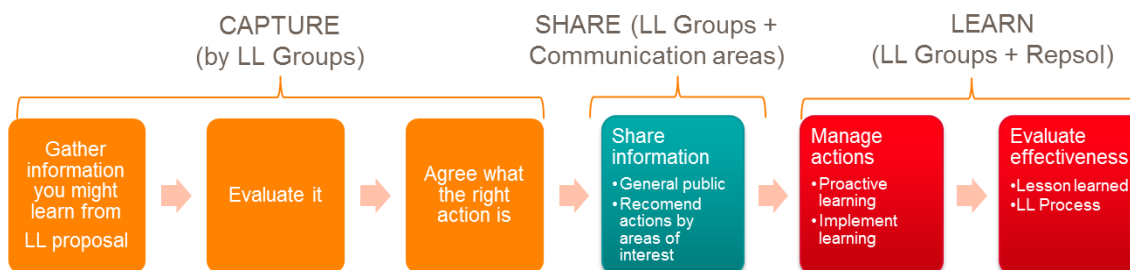 CAPTURE
(by LL Groups)
SHARE (LL Groups +
Communication areas)
LEARN
(LL Groups + Repsol)
Gather
information
you might
learn from
LL proposal
Evaluate it
Agree what
the right
action is
Share
information
•General public
•Recomend
actions by
areas of
interest
Manage
actions
•Proactive
learning
•Implement
learning
Evaluate
effectiveness
•Lesson learned
•LL Process